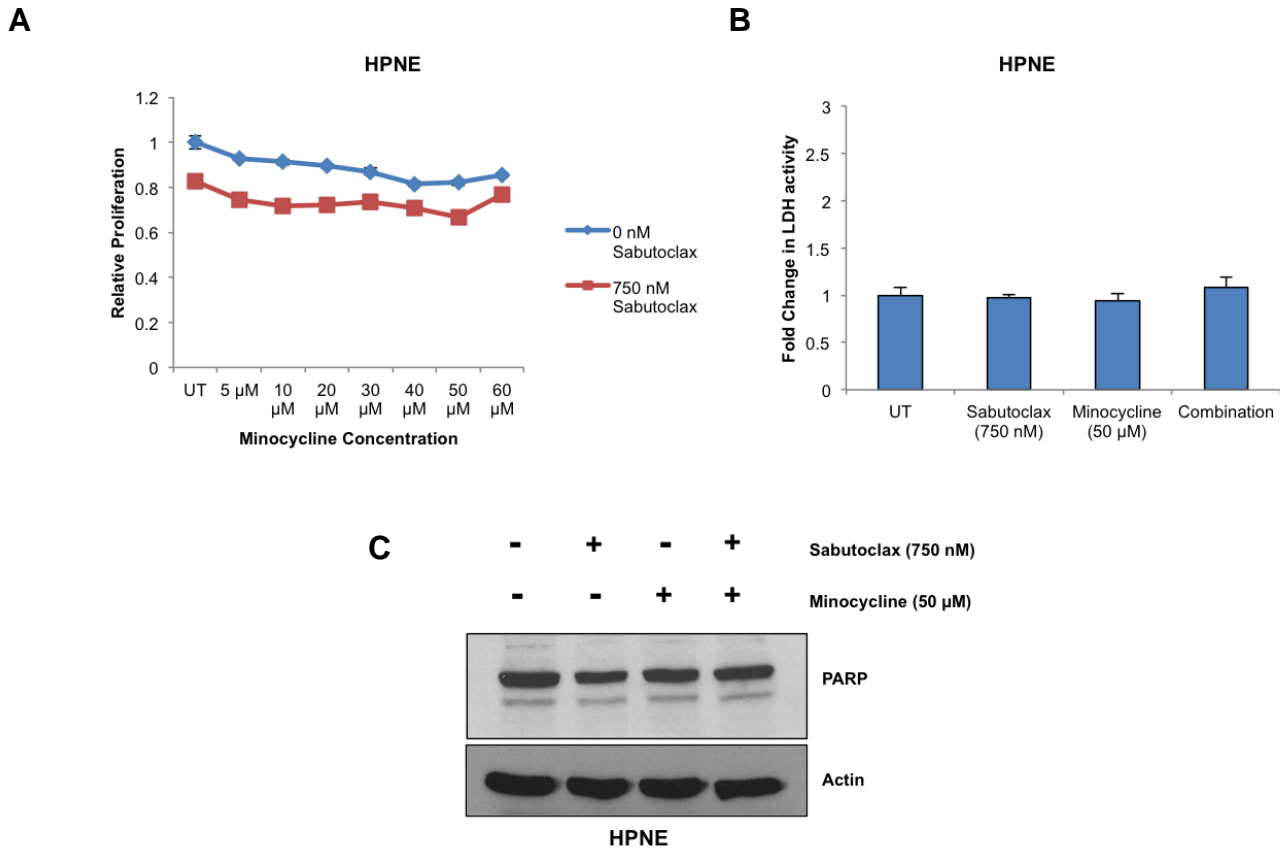 A
HPNE
1.2
1
0.8
0.6
0.4
0.2
0
Relative Proliferation
UT 5 µM 10 µM 20 µM 30 µM 40 µM 50 µM 60 µM
Minocycline Concentration
0 nM
Sabutoclax
750 nM
Sabutoclax
B
HPNE
3
2.5
2
1.5
1
0.5
0
Fold Change in LDH activity
UT Sabutoclax Minocycline Combination
(750 nM) (50 µM)
C
- + - + Sabutoclax (750 nM)
- - + + Minocycline (50 µM)
PARP
Actin
HPNE